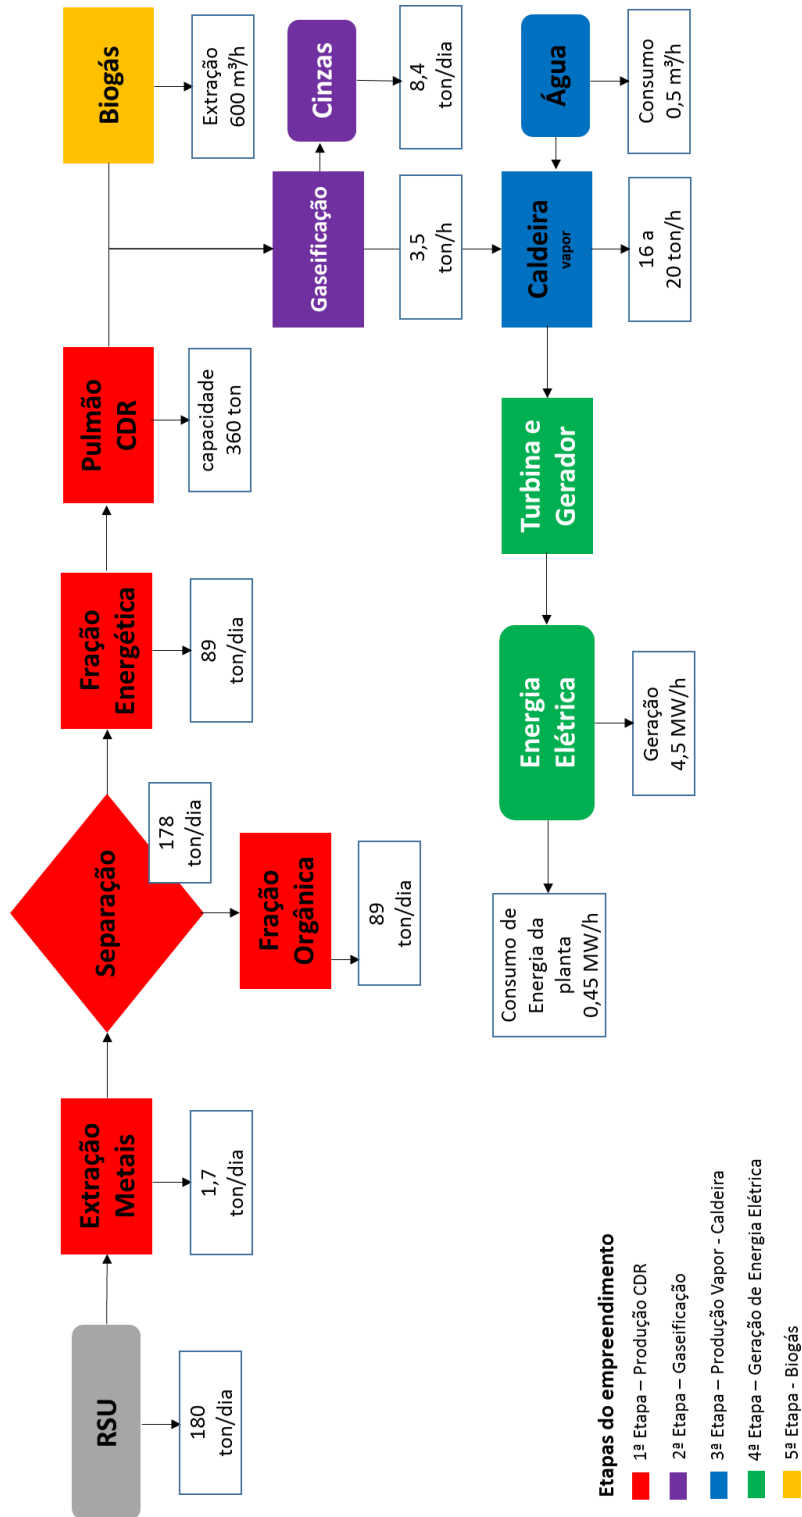 RSU
180
ton/dia
Extração
Metais
1,7
ton/dia
Separação
178
ton/dia
Fração
Orgânica
89
ton/dia
Fração
Energética
89
ton/dia
Pulmão
CDR
capacidade
360 ton
Biogás
Extração
600 m³/h
Gaseificação
3,5
ton/h
Cinzas
8,4
ton/dia
Caldeira
vapor
16 a
20 ton/h
Água
Consumo
0,5 m³/h
Turbina e
Gerador
Energia
Elétrica
Geração
4,5 MW/h
Consumo de
Energia da
planta
0,45 MW/h
Etapas do empreendimento
1ª Etapa – Produção CDR
2ª Etapa – Gaseificação
3ª Etapa – Produção Vapor - Caldeira
4ª Etapa – Geração de Energia Elétrica
5ª Etapa - Biogás